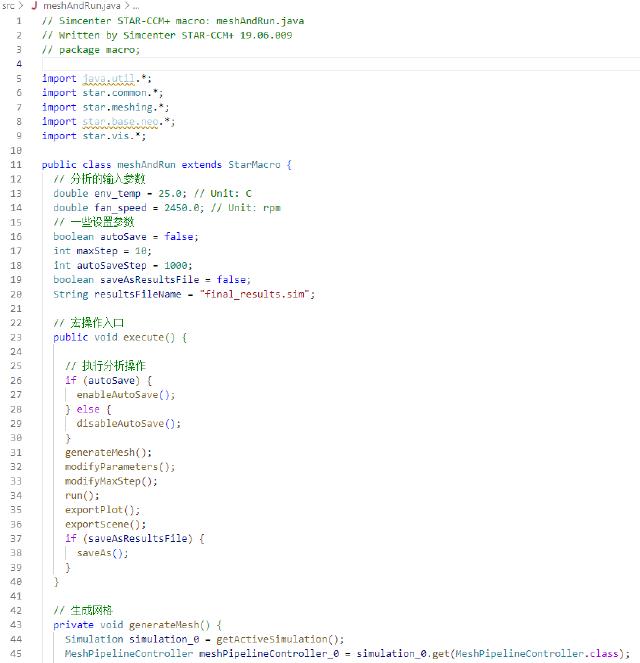 src > J meshAndRun.java > ...
1 // Simcenter STAR-CCM+ macro: meshAndRun.java
2 // Written by Simcenter STAR-CCM+ 19.06.009
3 // package macro;
4
5 import java.util.*;
6 import star.common.*;
7 import star.meshing.*;
8 import star.base.neo.*;
9 import star.vis.*;
10
11 public class meshAndRun extends StarMacro {
12 // 分析的输入参数
13 double env_temp = 25.0; // Unit: C
14 double fan_speed = 2450.0; // Unit: rpm
15 // 一些设置参数
16 boolean autoSave = false;
17 int maxStep = 10;
18 int autoSaveStep = 1000;
19 boolean saveAsResultsFile = false;
20 String resultsFileName = "final_results.sim";
21
22 // 宏操作入口
23 public void execute() {
24
25 // 执行分析操作
26 if (autoSave) {
27 enableAutoSave();
28 } else {
29 disableAutoSave();
30 }
31 generateMesh();
32 modifyParameters();
33 modifyMaxStep();
34 run();
35 exportPlot();
36 exportScene();
37 if (saveAsResultsFile) {
38 saveAs();
39 }
40 }
41
42 // 生成网格
43 private void generateMesh() {
44 Simulation simulation_0 = getActiveSimulation();
45 MeshPipelineController meshPipelineController_0 = simulation_0.get(MeshPipelineController.class);